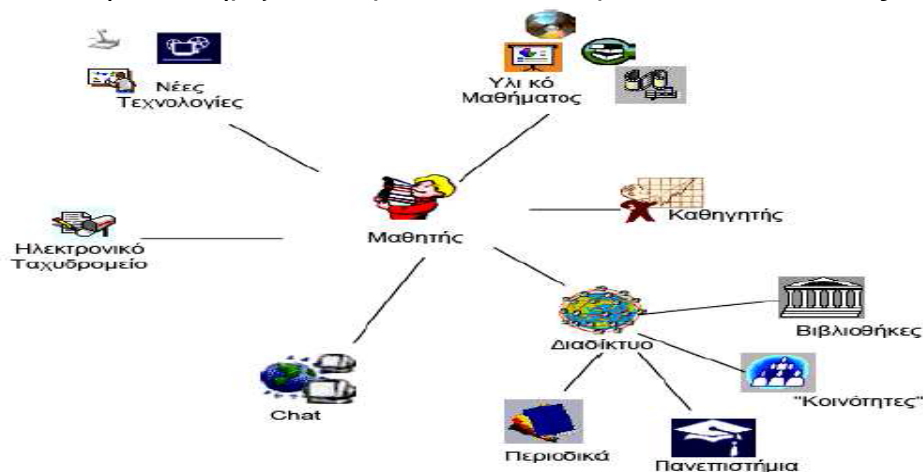 Νέες
Τεχνολογίες
Υλι κό
Μαθήματος
Μαθητής
Καθηγητής
Ηλεκτρονικό
Ταχυδρομείο
Διαδίκτυο
Βιβλιοθήκες
"Κοινότητες"
Chat
Περιοδικά
Πανεπιστήμια